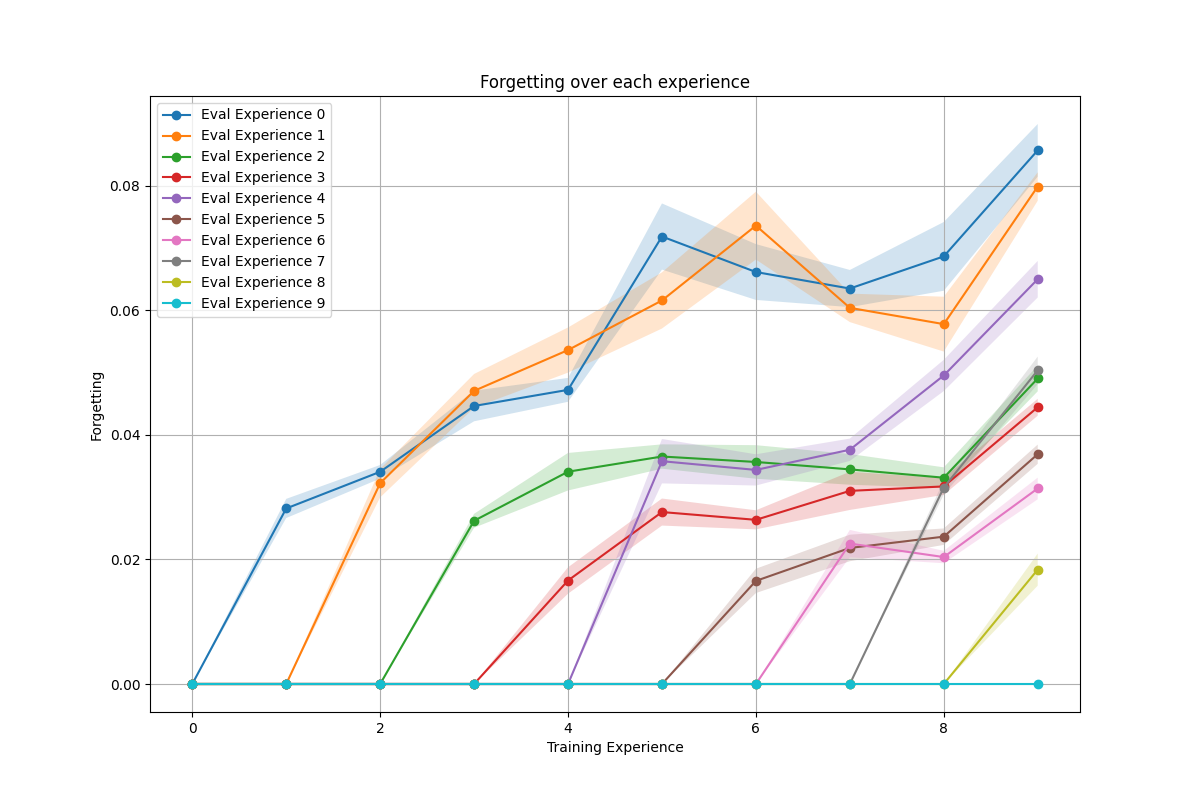 Forgetting over each experience
Eval Experience 0
Eval Experience 1
Eval Experience 2
Eval Experience 3
Eval Experience 4
Eval Experience 5
Eval Experience 6
Eval Experience 7
Eval Experience 8
Eval Experience 9
0.08
0.06
0.04
0.02
0.00
Forgetting
0 2 4 6 8
Training Experience